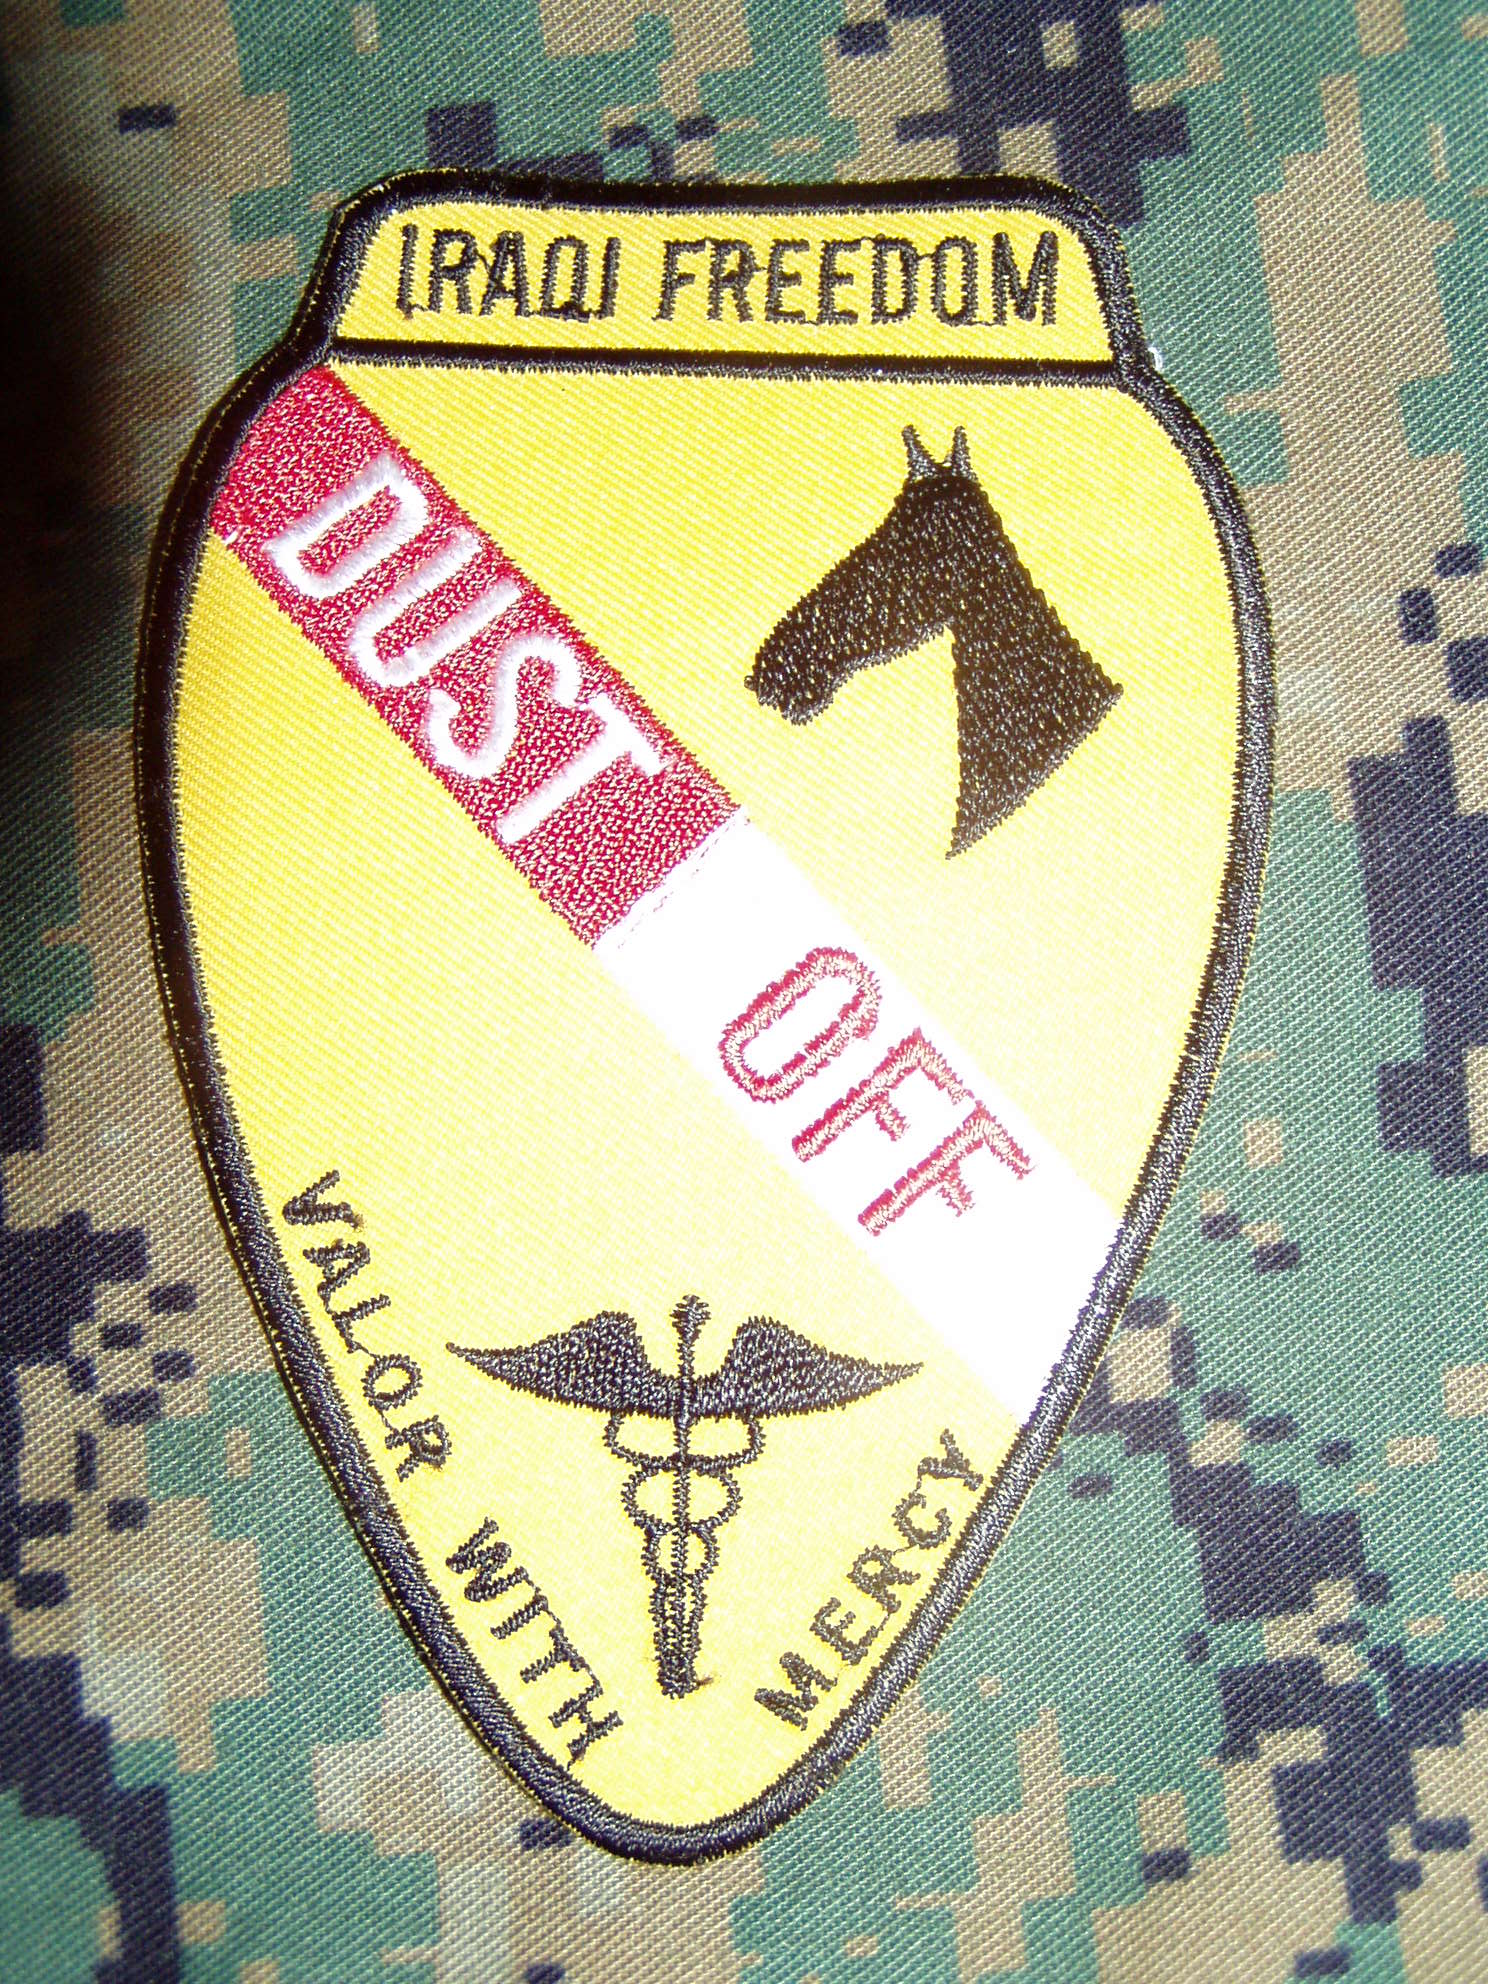 IRAQI FREEDOM
DUST OFF
VALOR WITH MERCY